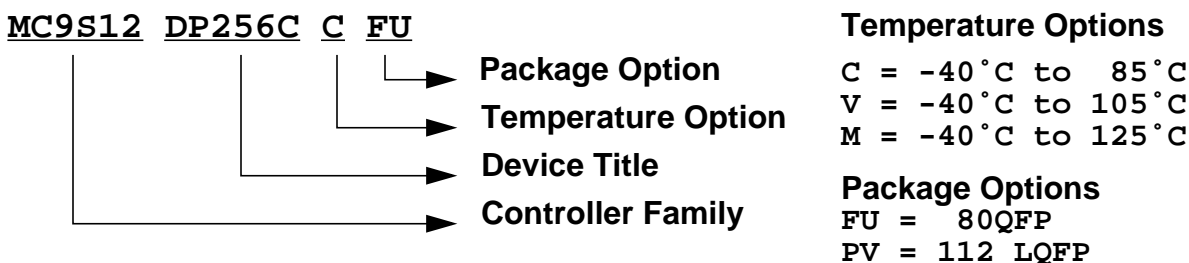 MC9S12 DP256C C FU
Package Option
Temperature Option
Device Title
Controller Family
Temperature Options
C = -40˚C to 85˚C
V = -40˚C to 105˚C
M = -40˚C to 125˚C
Package Options
FU = 80QFP
PV = 112 LQFP